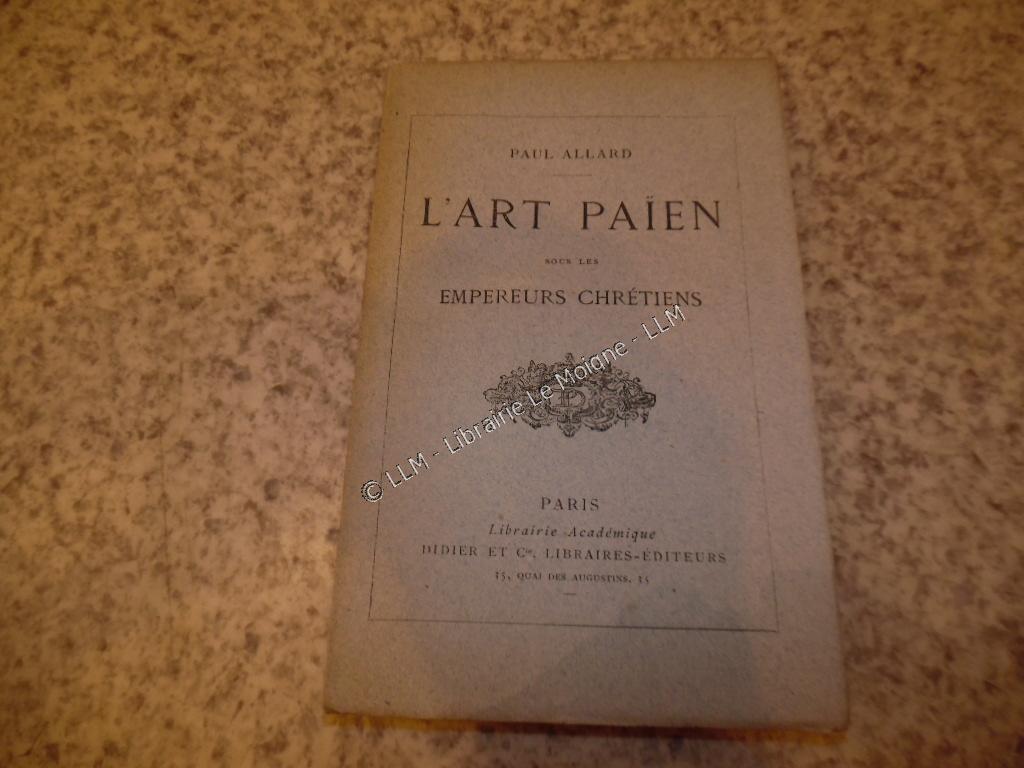 PAUL ALLARD
L'ART PAÏEN
SOUS LES
EMPEREURS CHRÉTIENS
© LLM - Librairie Le Moigne - LLM
PARIS
Librairie Académique
DIDIER ET Cie, LIBRAIRES-ÉDITEURS
35, QUAI DES AUGUSTINS, 35